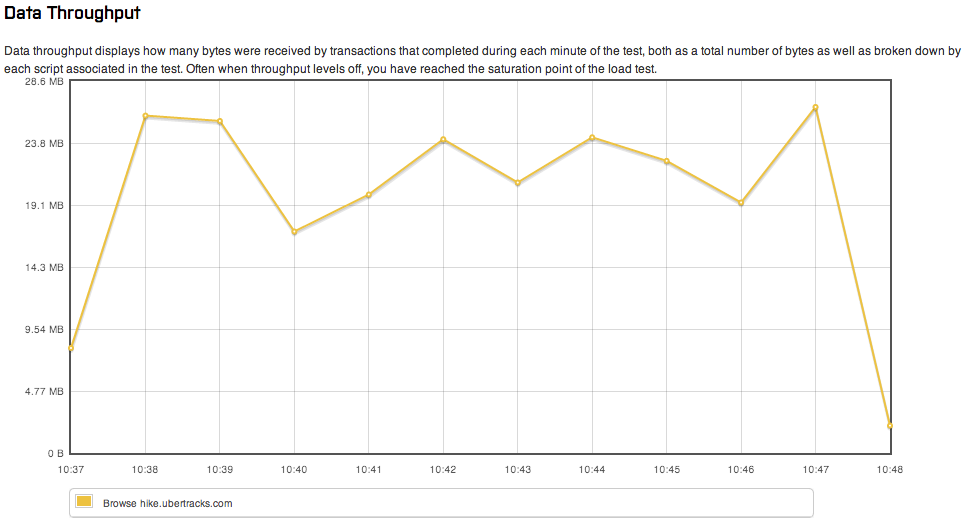 Data Throughput
Data throughput displays how many bytes were received by transactions that completed during each minute of the test, both as a total number of bytes as well as broken down by
each script associated in the test. Often when throughput levels off, you have reached the saturation point of the load test.
28.6 MB
23.8 MB
19.1 MB
14.3 MB
9.54 MB
4.77 MB
0 B
10:37 10:38 10:39 10:40 10:41 10:42 10:43 10:44 10:45 10:46 10:47 10:48
Browse hike.ubertracks.com